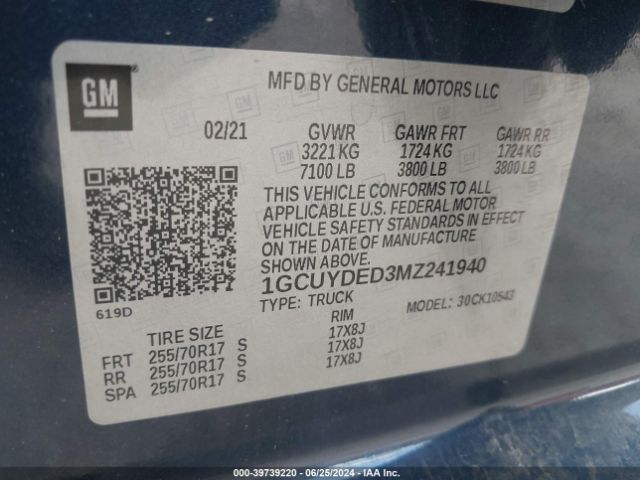 GM
MFD BY GENERAL MOTORS LLC
02/21 GVWR GAWR FRT GAWR RR
3221 KG 1724 KG 1724 KG
7100 LB 3800 LB 3800 LB
THIS VEHICLE CONFORMS TO ALL
APPLICABLE U.S. FEDERAL MOTOR
VEHICLE SAFETY STANDARDS IN EFFECT
ON THE DATE OF MANUFACTURE
SHOWN ABOVE.
1GCUYDED3MZ241940
619D TYPE: TRUCK MODEL: 30CK10543
TIRE SIZE RIM
FRT 255/70R17 S 17X8J
RR 255/70R17 S 17X8J
SPA 255/70R17 S 17X8J
000-39739220 - 06/25/2024 - IAA Inc.